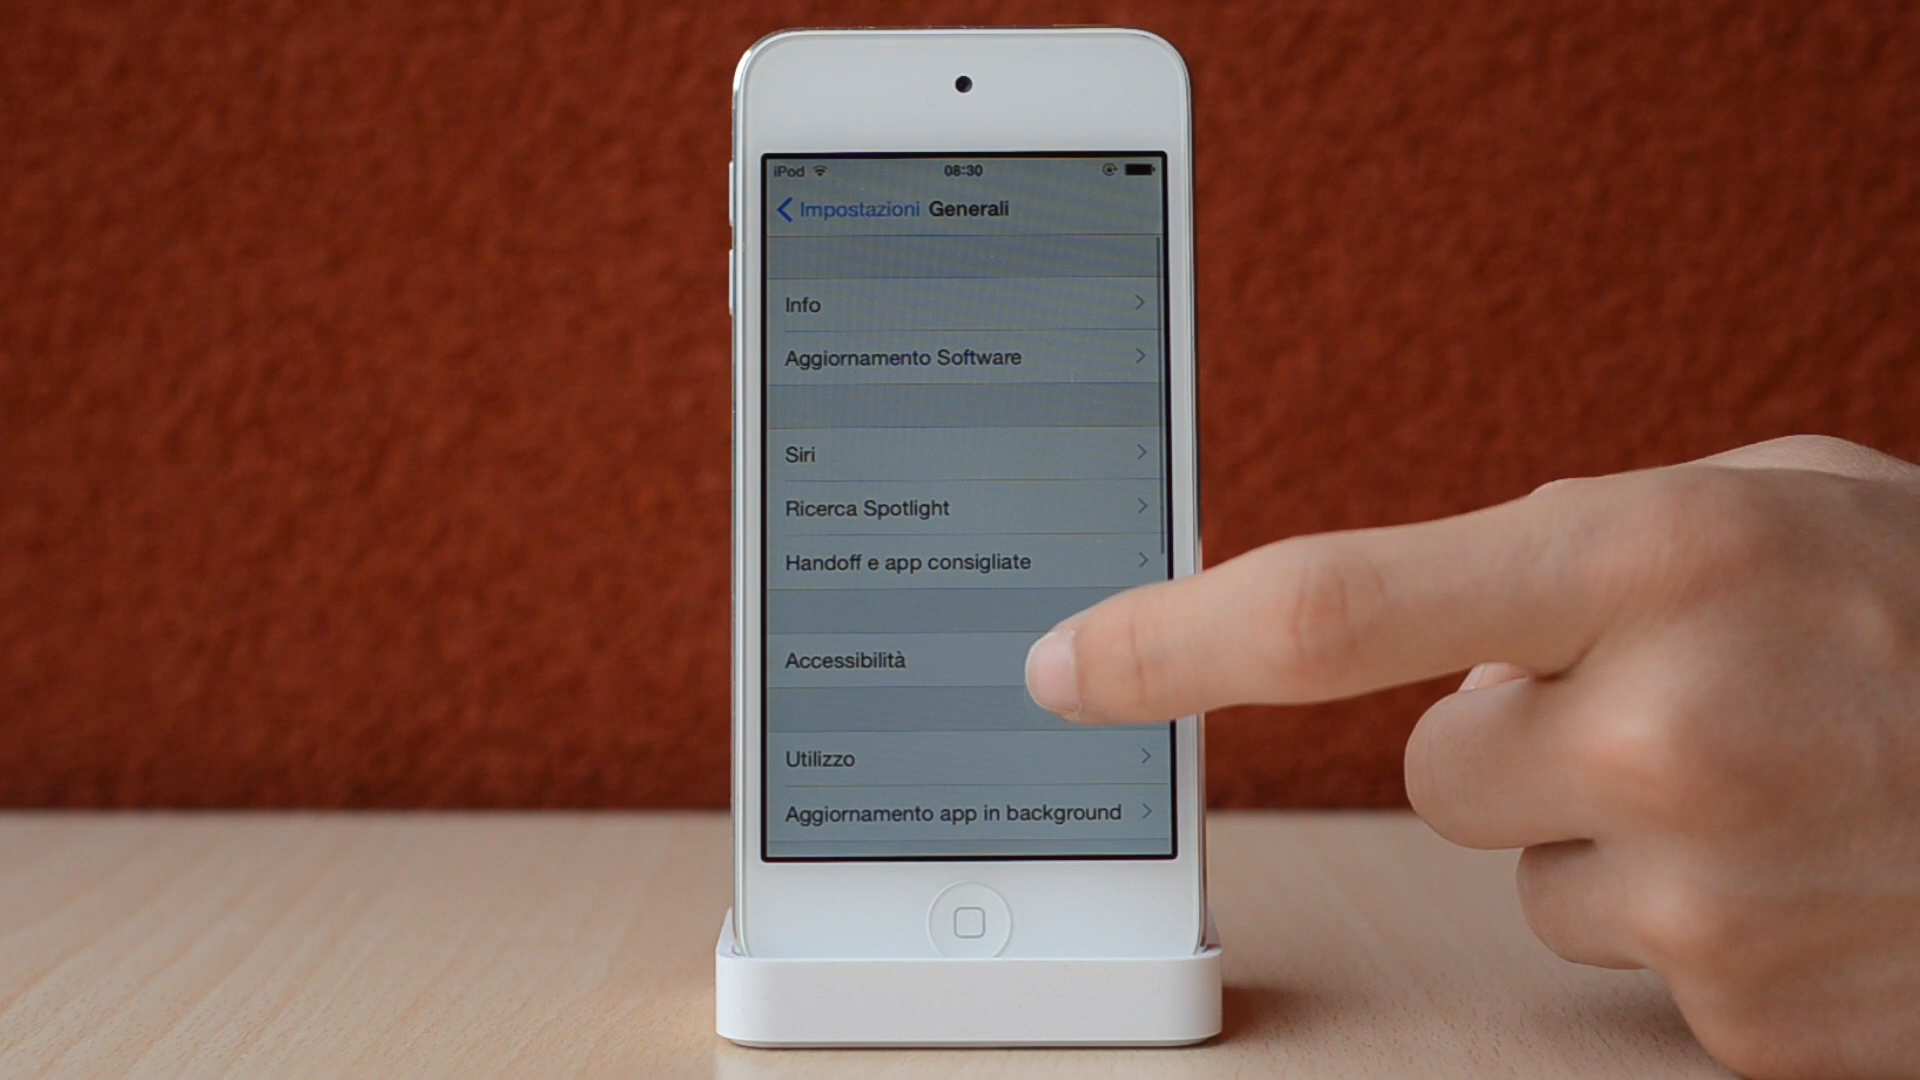 iPod 08:30
Impostazioni Generali
Info
Aggiornamento Software
Siri
Ricerca Spotlight
Handoff e app consigliate
Accessibilità
Utilizzo
Aggiornamento app in background